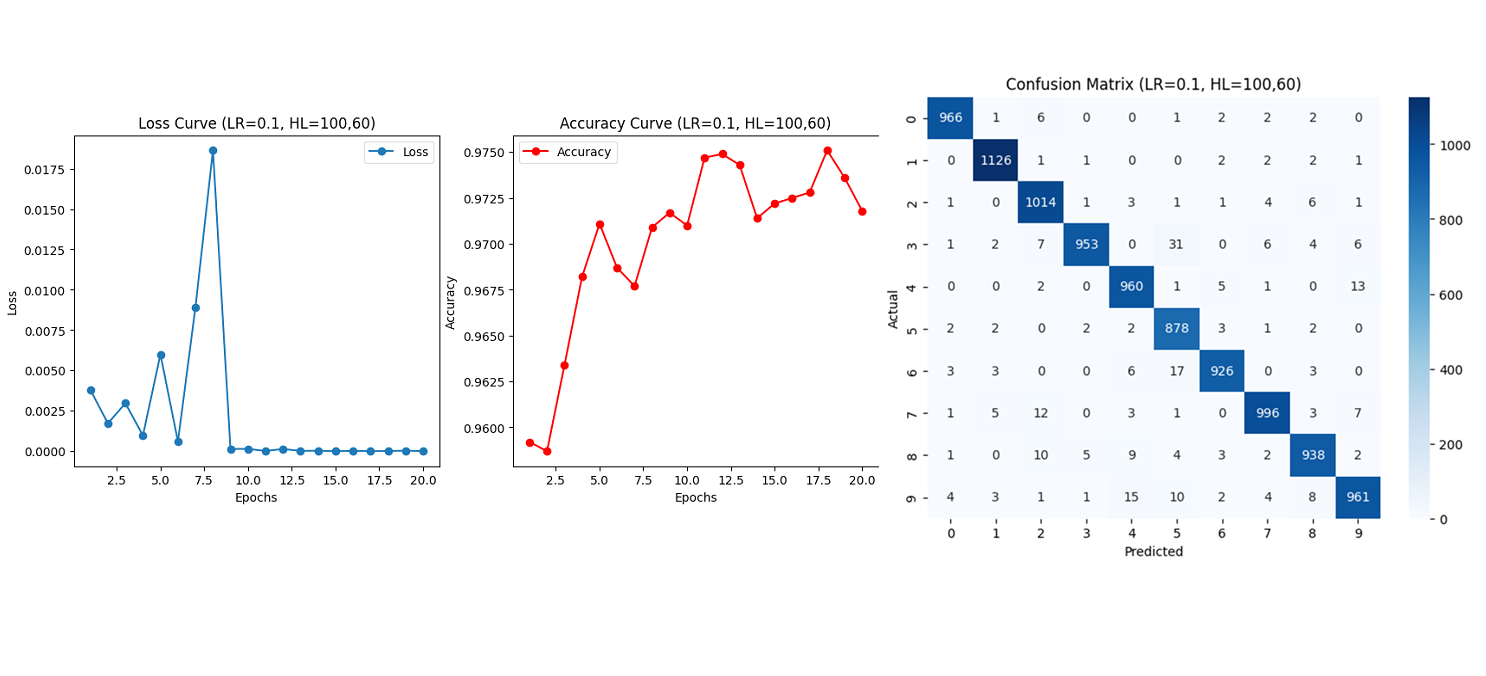 Loss Curve (LR=0.1, HL=100,60)
Loss
0.0175
0.0150
0.0125
0.0100
0.0075
0.0050
0.0025
0.0000
Loss
2.5 5.0 7.5 10.0 12.5 15.0 17.5 20.0
Epochs
Accuracy Curve (LR=0.1, HL=100,60)
Accuracy
0.9750
0.9725
0.9700
0.9675
0.9650
0.9625
0.9600
Accuracy
2.5 5.0 7.5 10.0 12.5 15.0 17.5 20.0
Epochs
Confusion Matrix (LR=0.1, HL=100,60)
Actual
0 966 1 6 0 0 1 2 2 2 0
1 0 1126 1 1 0 0 2 2 2 1
2 1 0 1014 1 3 1 1 4 6 1
3 1 2 7 953 0 31 0 6 4 6
4 0 0 2 0 960 1 5 1 0 13
5 2 2 0 2 2 878 3 1 2 0
6 3 3 0 0 6 17 926 0 3 0
7 1 5 12 0 3 1 0 996 3 7
8 1 0 10 5 9 4 3 2 938 2
9 4 3 1 1 15 10 2 4 8 961
0 1 2 3 4 5 6 7 8 9
Predicted
1000
800
600
400
200
0